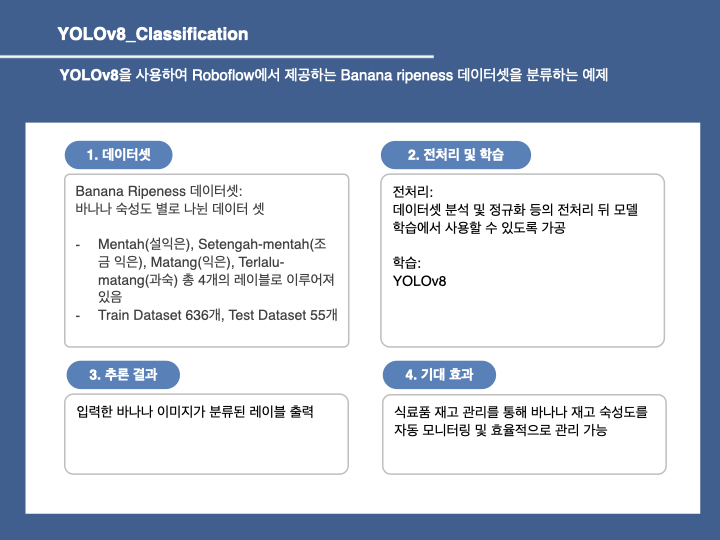 YOLOv8_Classification
YOLOv8을 사용하여 Roboflow에서 제공하는 Banana ripeness 데이터셋을 분류하는 예제
1. 데이터셋
Banana Ripeness 데이터셋:
바나나 숙성도 별로 나뉜 데이터 셋
- Mentah(설익은), Setengah-mentah(조
금 익은), Matang(익은), Terlalu-
matang(과숙) 총 4개의 레이블로 이루어져
있음
- Train Dataset 636개, Test Dataset 55개
2. 전처리 및 학습
전처리:
데이터셋 분석 및 정규화 등의 전처리 뒤 모델
학습에서 사용할 수 있도록 가공
학습:
YOLOv8
3. 추론 결과
입력한 바나나 이미지가 분류된 레이블 출력
4. 기대 효과
식료품 재고 관리를 통해 바나나 재고 숙성도를
자동 모니터링 및 효율적으로 관리 가능